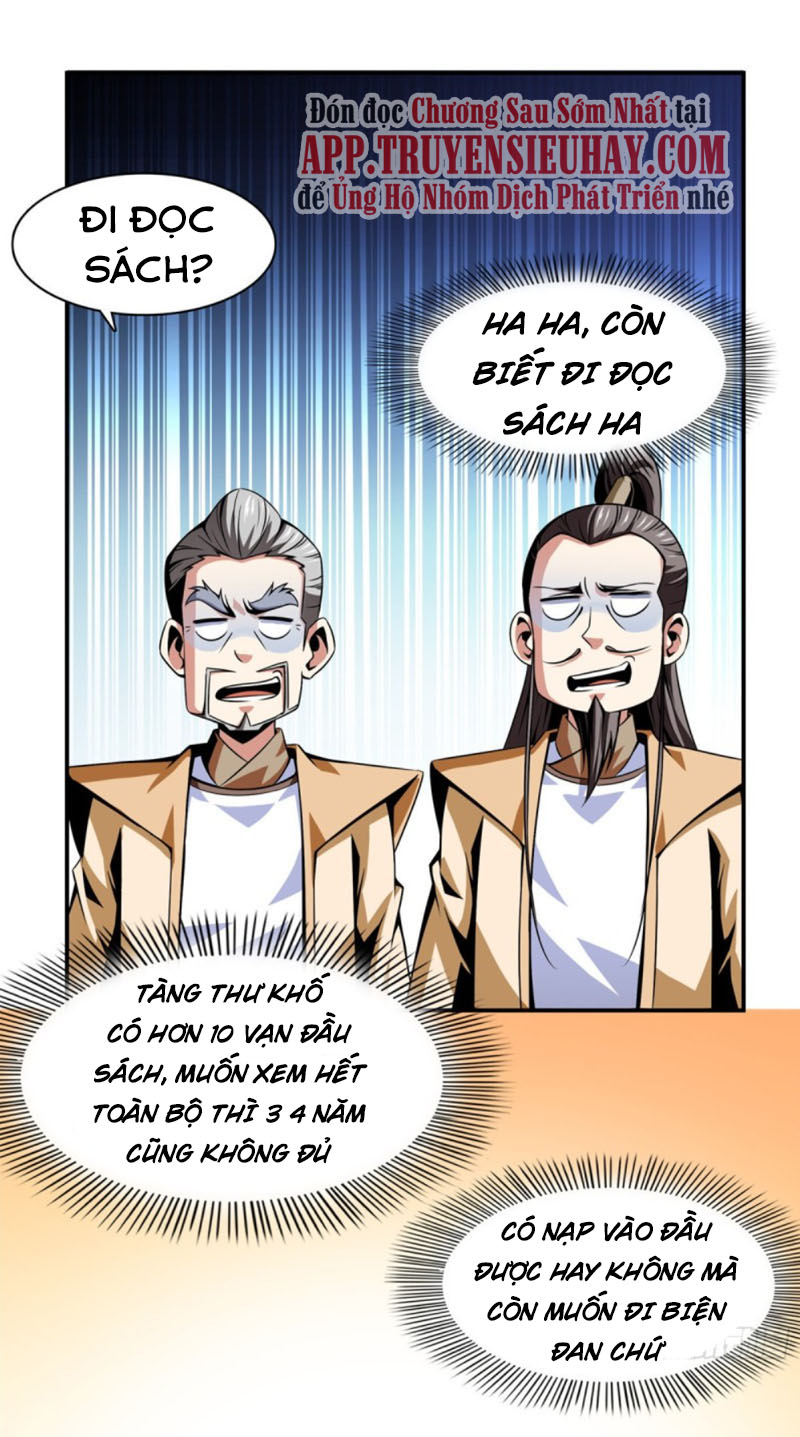 Đón đọc Chương Sau Sớm Nhất tại
APP.TRUYENSIEUHAY.COM
để Ủng Hộ Nhóm Dịch Phát Triển nhé
ĐI ĐỌC
SÁCH?
HA HA, CÒN
BIẾT ĐI ĐỌC
SÁCH HA
TÀNG THƯ KHỐ
CÓ HƠN 10 VẠN ĐẦU
SÁCH, MUỐN XEM HẾT
TOÀN BỘ THÌ 3 4 NĂM
CŨNG KHÔNG ĐỦ
CÓ NẠP VÀO ĐẦU
ĐƯỢC HAY KHÔNG MÀ
CÒN MUỐN ĐI BIỆN
ĐAN CHỨ